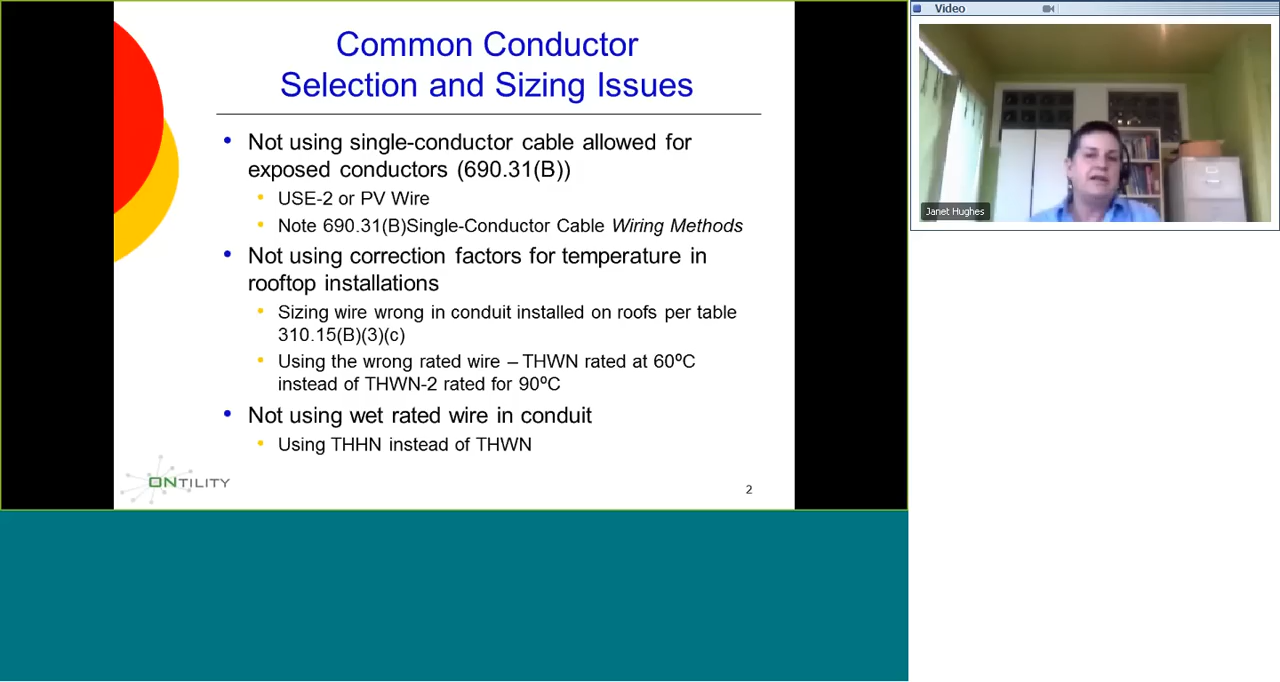 Common Conductor
Selection and Sizing Issues
• Not using single-conductor cable allowed for
exposed conductors (690.31(B))
• USE-2 or PV Wire
• Note 690.31(B)Single-Conductor Cable Wiring Methods
• Not using correction factors for temperature in
rooftop installations
• Sizing wire wrong in conduit installed on roofs per table
310.15(B)(3)(c)
• Using the wrong rated wire – THWN rated at 60ºC
instead of THWN-2 rated for 90ºC
• Not using wet rated wire in conduit
• Using THHN instead of THWN
ONTILITY
2
Video
Janet Hughes